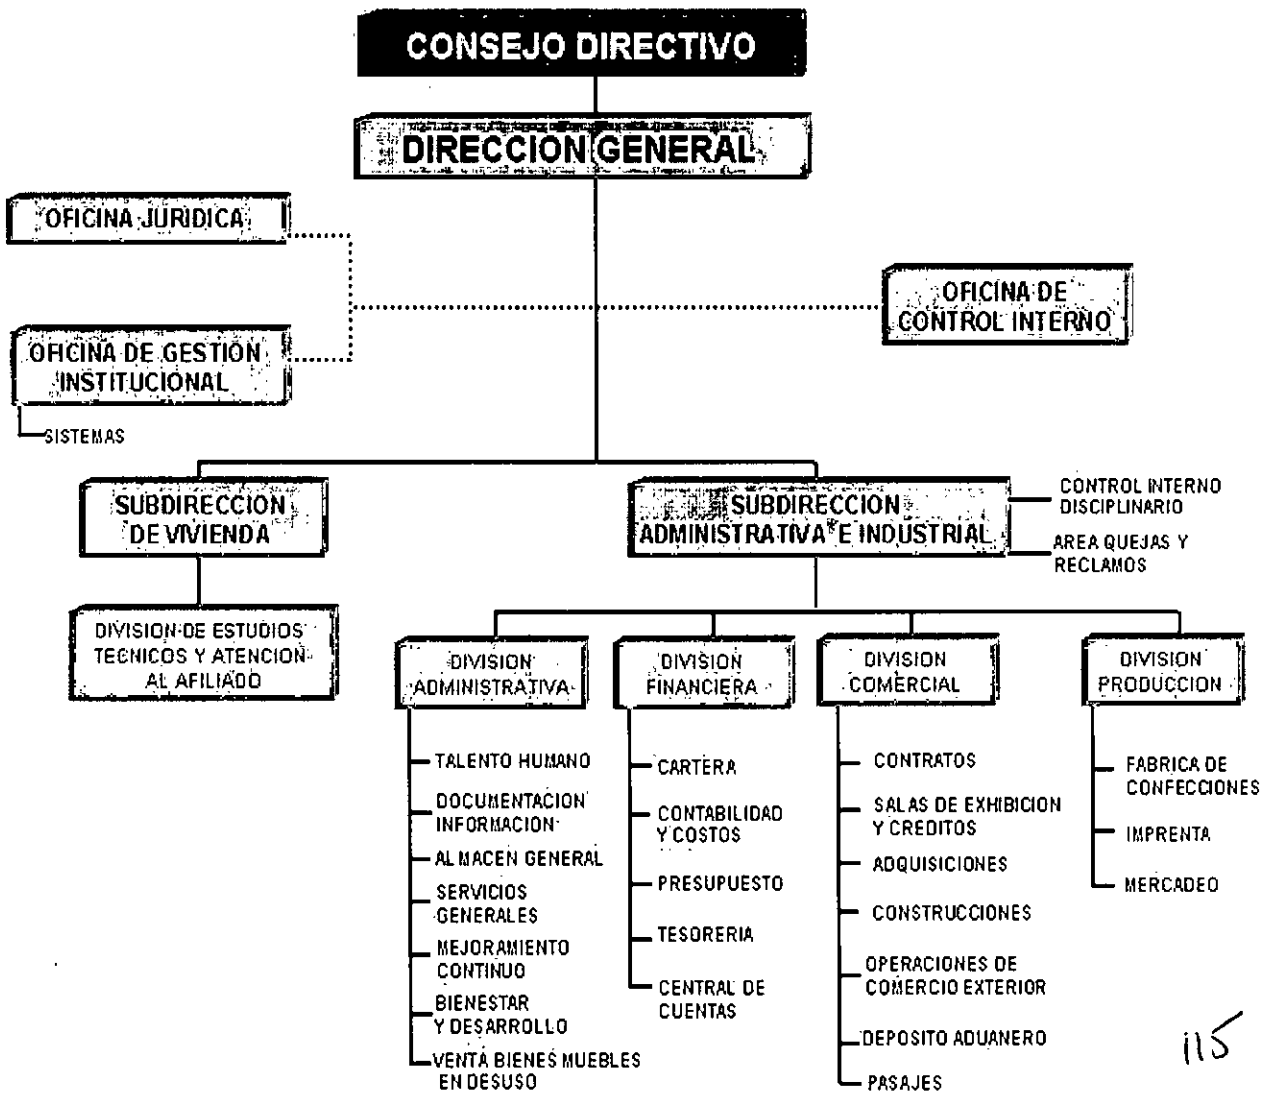 CONSEJO DIRECTIVO
DIRECCION GENERAL
OFICINA JURIDICA
OFICINA DE
CONTROL INTERNO
OFICINA DE GESTION
INSTITUCIONAL
SISTEMAS
SUBDIRECCION
DE VIVIENDA
SUBDIRECCION
ADMINISTRATIVA E INDUSTRIAL
CONTROL INTERNO
DISCIPLINARIO
AREA QUEJAS Y
RECLAMOS
DIVISION DE ESTUDIOS
TECNICOS Y ATENCION
AL AFILIADO
DIVISION
ADMINISTRATIVA
TALENTO HUMANO
DOCUMENTACION
INFORMACION
ALMACEN GENERAL
SERVICIOS
GENERALES
MEJORAMIENTO
CONTINUO
BIENESTAR
Y DESARROLLO
VENTA BIENES MUEBLES
EN DESUSO
DIVISION
FINANCIERA
CARTERA
CONTABILIDAD
Y COSTOS
PRESUPUESTO
TESORERIA
CENTRAL DE
CUENTAS
DIVISION
COMERCIAL
CONTRATOS
SALAS DE EXHIBICION
Y CREDITOS
ADQUISICIONES
CONSTRUCCIONES
OPERACIONES DE
COMERCIO EXTERIOR
DEPOSITO ADUANERO
PASAJES
DIVISION
PRODUCCION
FABRICA DE
CONFECCIONES
IMPRENTA
MERCADEO
115